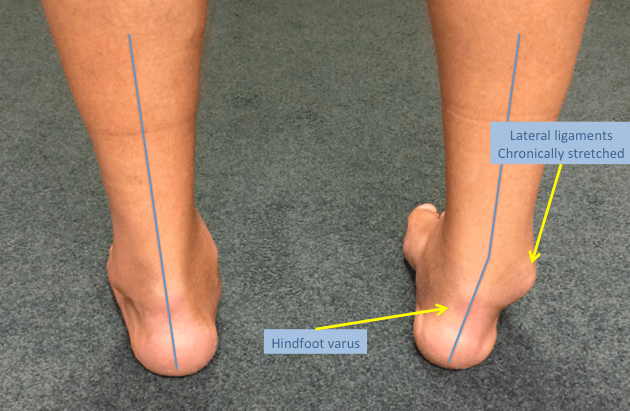 Lateral ligaments
Chronically stretched
Hindfoot varus